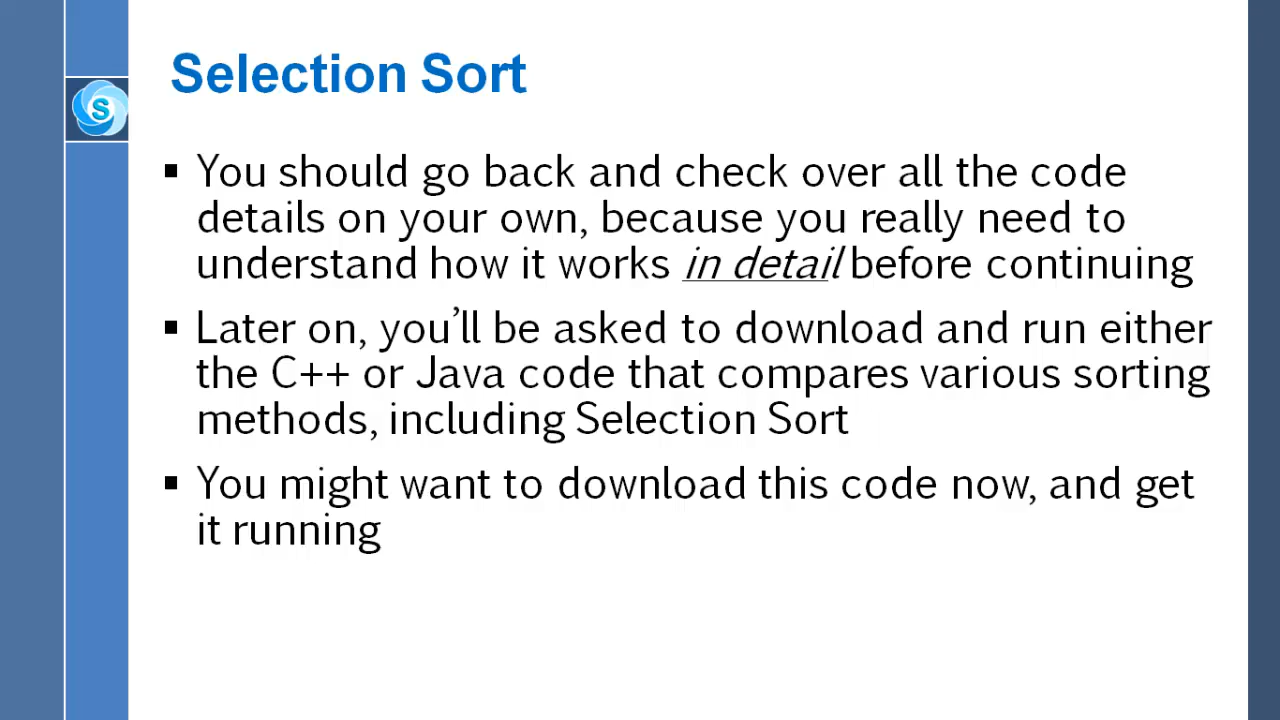 Selection Sort
S
▪ You should go back and check over all the code
details on your own, because you really need to
understand how it works in detail before continuing
▪ Later on, you’ll be asked to download and run either
the C++ or Java code that compares various sorting
methods, including Selection Sort
▪ You might want to download this code now, and get
it running